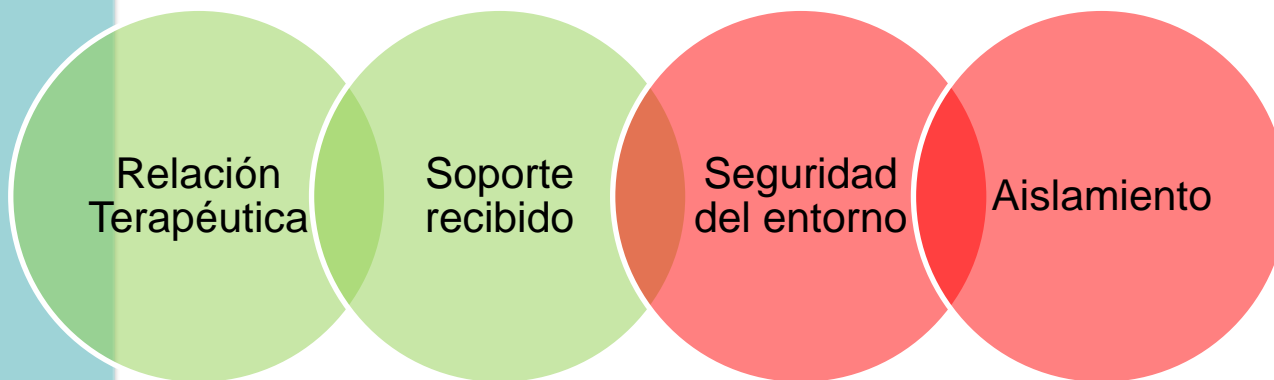 Relación
Terapéutica
Soporte
recibido
Seguridad
del entorno
Aislamiento